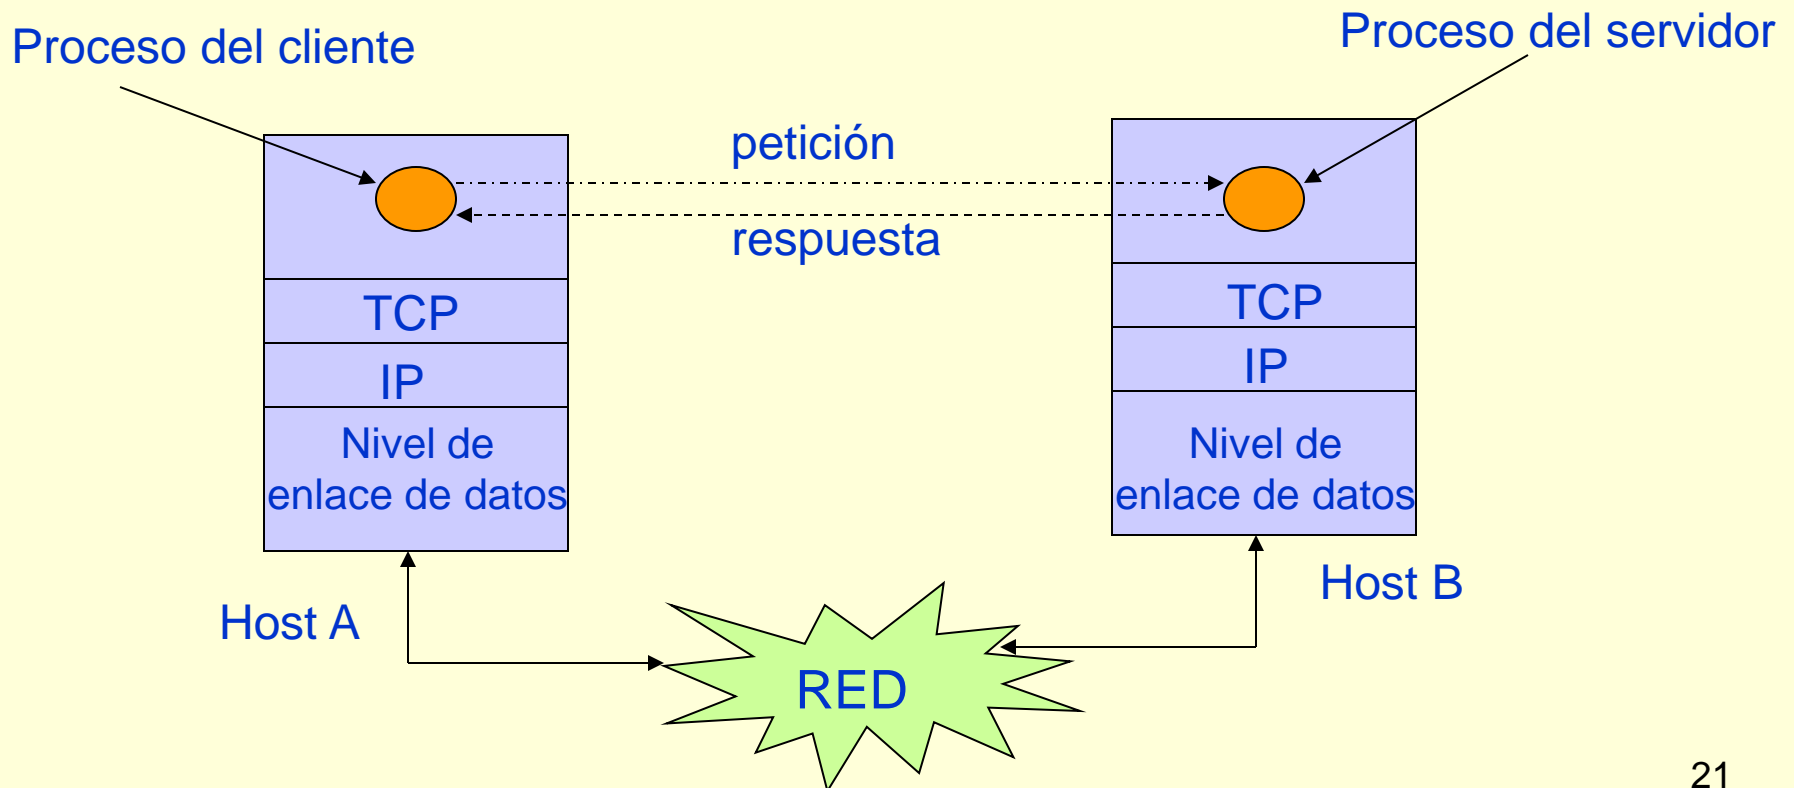 Proceso del cliente
Proceso del servidor
petición
respuesta
TCP
IP
Nivel de
enlace de datos
TCP
IP
Nivel de
enlace de datos
Host A
Host B
RED
21